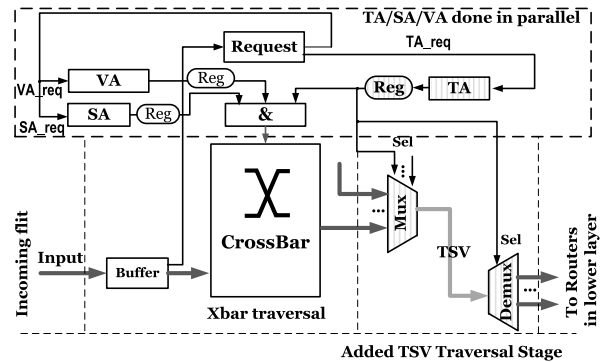 TA/SA/VA done in parallel
Request
TA_req
VA
Reg
Reg
TA
VA_req
SA
Reg
&
SA_req
Sel
CrossBar
Mux
Incoming flit
Input
Buffer
TSV
Sel
Demux
To Routers
in lower layer
Xbar traversal
Added TSV Traversal Stage